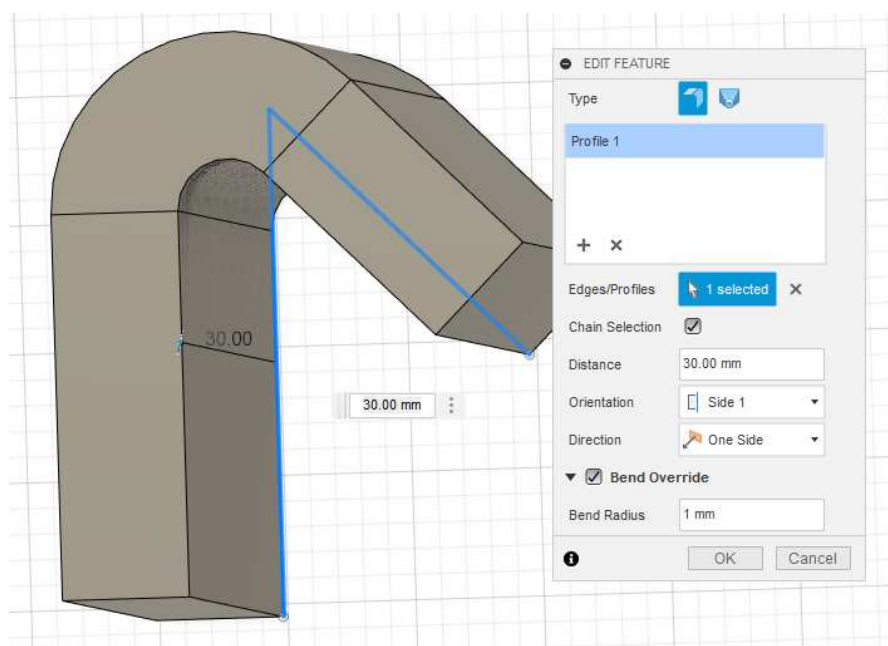 EDIT FEATURE
Type
Profile 1
Edges/Profiles 1 selected
Chain Selection
Distance 30.00 mm
Orientation Side 1
Direction One Side
Bend Override
Bend Radius 1 mm
OK Cancel
30.00
30.00 mm